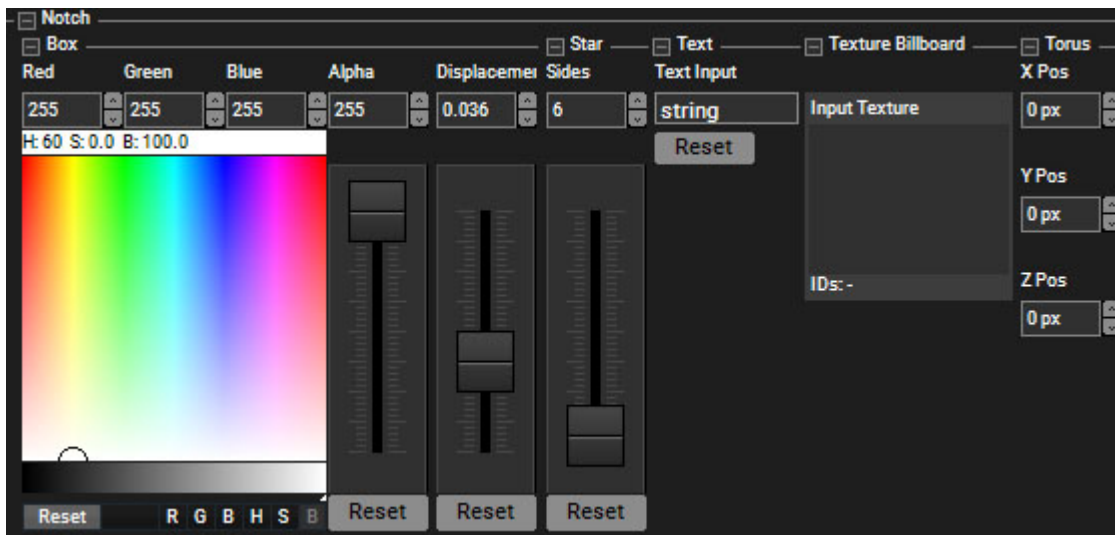 Notch
Box Star Text Texture Billboard Torus
Red Green Blue Alpha Displacemer Sides Text Input X Pos
255 255 255 255 0.036 6 string Input Texture 0 px
H: 60 S: 0.0 B: 100.0
Reset
Y Pos
0 px
IDs: - Z Pos
0 px
Reset R G B H S B Reset Reset Reset